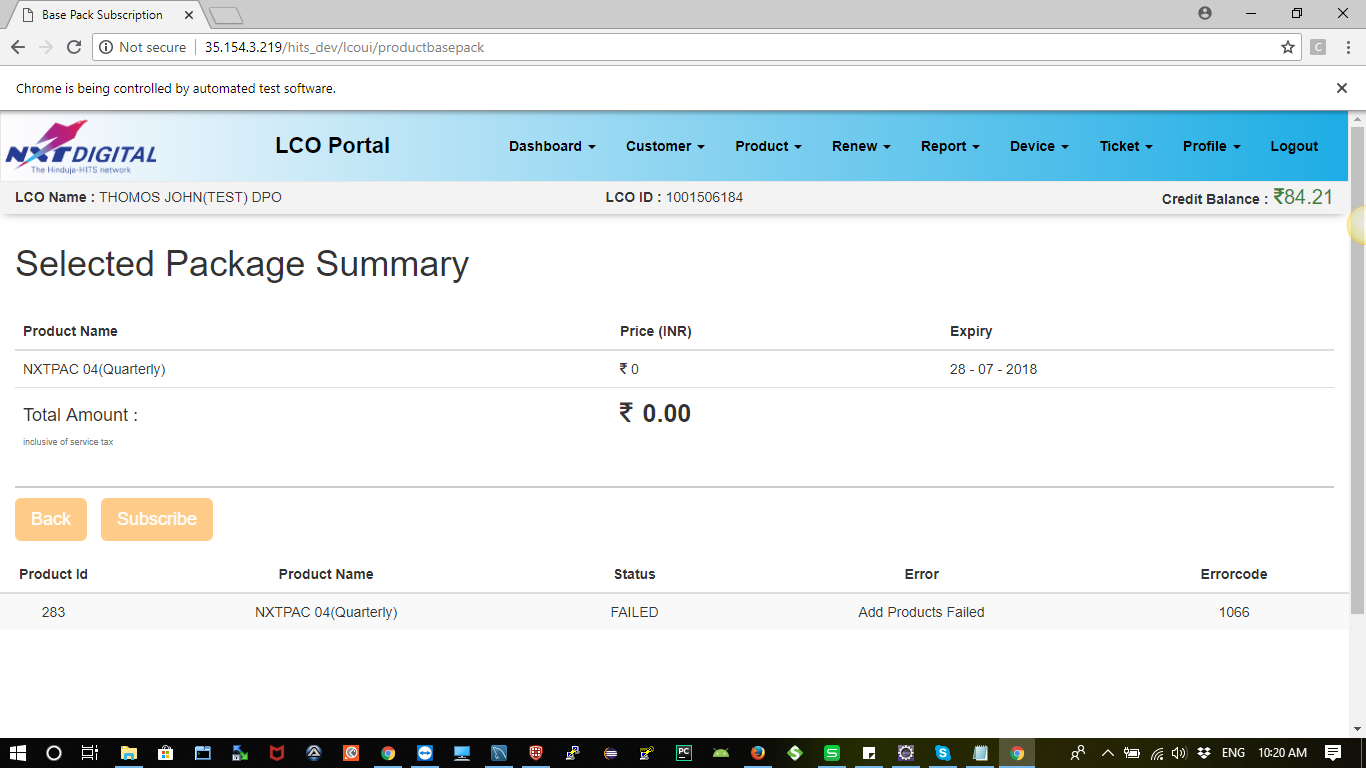 Base Pack Subscription
Not secure 35.154.3.219/hits_dev/lcoui/productbasepack
C
Chrome is being controlled by automated test software.
NXT DIGITAL
The Hinduja-HITS network
LCO Portal Dashboard Customer Product Renew Report Device Ticket Profile Logout
LCO Name : THOMOS JOHN(TEST) DPO LCO ID : 1001506184 Credit Balance : ₹84.21
Selected Package Summary
Product Name Price (INR) Expiry
NXTPAC 04(Quarterly) ₹ 0 28 - 07 - 2018
Total Amount : ₹ 0.00
inclusive of service tax
Back Subscribe
Product Id Product Name Status Error Errorcode
283 NXTPAC 04(Quarterly) FAILED Add Products Failed 1066
PC S S ENG 10:20 AM